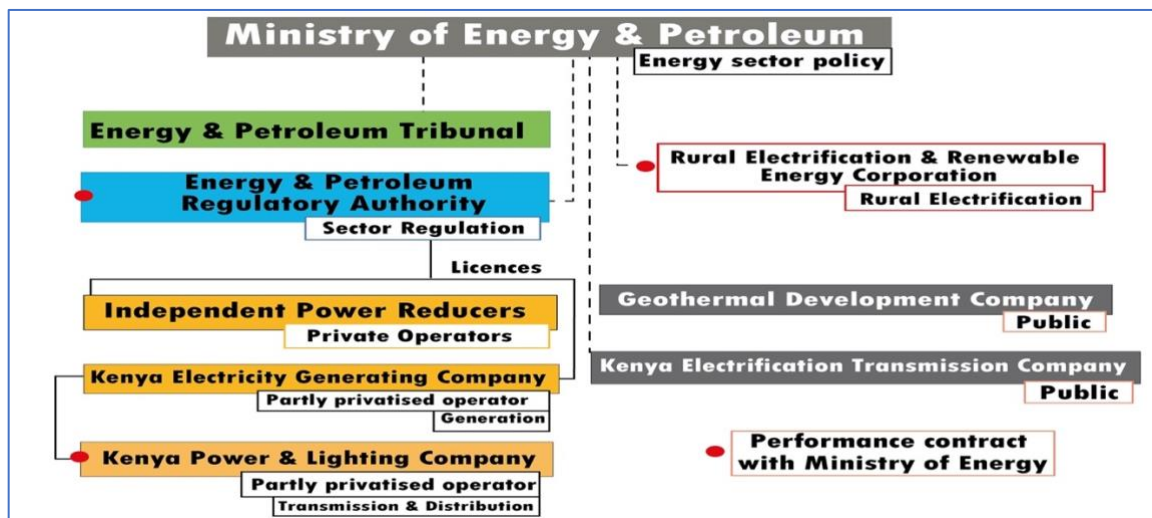 Ministry of Energy & Petroleum
Energy sector policy
Energy & Petroleum Tribunal
Energy & Petroleum
Regulatory Authority
Sector Regulation
Licences
Independent Power Reducers
Private Operators
Kenya Electricity Generating Company
Partly privatised operator
Generation
Kenya Power & Lighting Company
Partly privatised operator
Transmission & Distribution
Rural Electrification & Renewable
Energy Corporation
Rural Electrification
Geothermal Development Company
Public
Kenya Electrification Transmission Company
Public
Performance contract
with Ministry of Energy